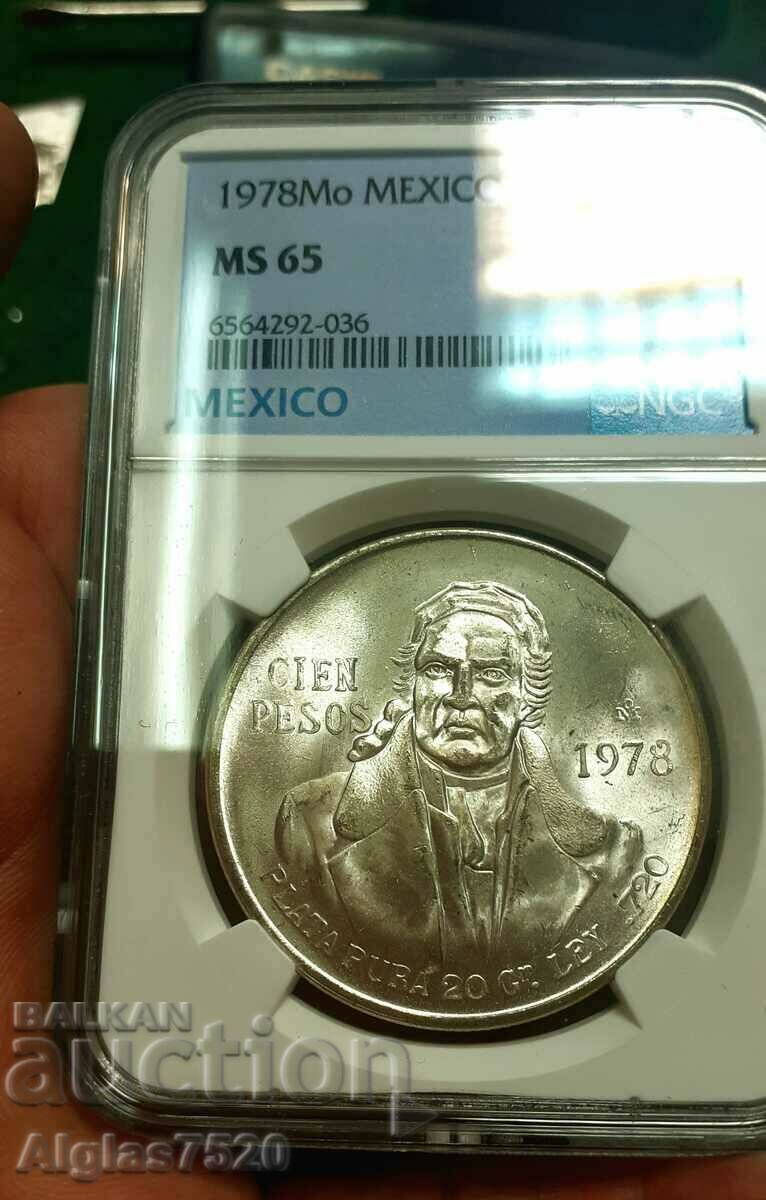 1978Mo MEXICO
MS 65
6564292-036
MEXICO
NGC
CIEN
PESOS
Mo
1978
PLATA PURA 20 Gr. LEY .720
BALKAN
auction
Alglas7520